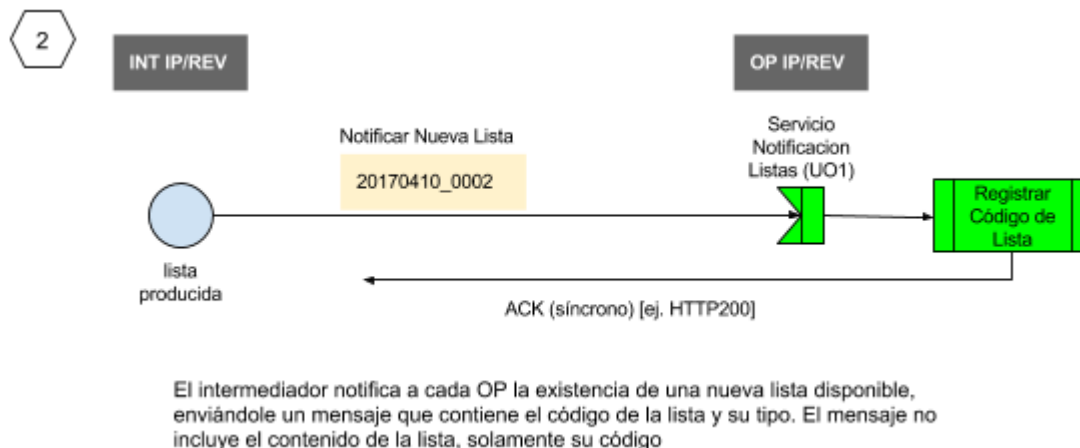 2
INT IP/REV
OP IP/REV
Notificar Nueva Lista
20170410_0002
Servicio
Notificacion
Listas (UO1)
Registrar
Código de
Lista
lista
producida
ACK (síncrono) [ej. HTTP200]
El intermediador notifica a cada OP la existencia de una nueva lista disponible,
enviándole un mensaje que contiene el código de la lista y su tipo. El mensaje no
incluye el contenido de la lista, solamente su código